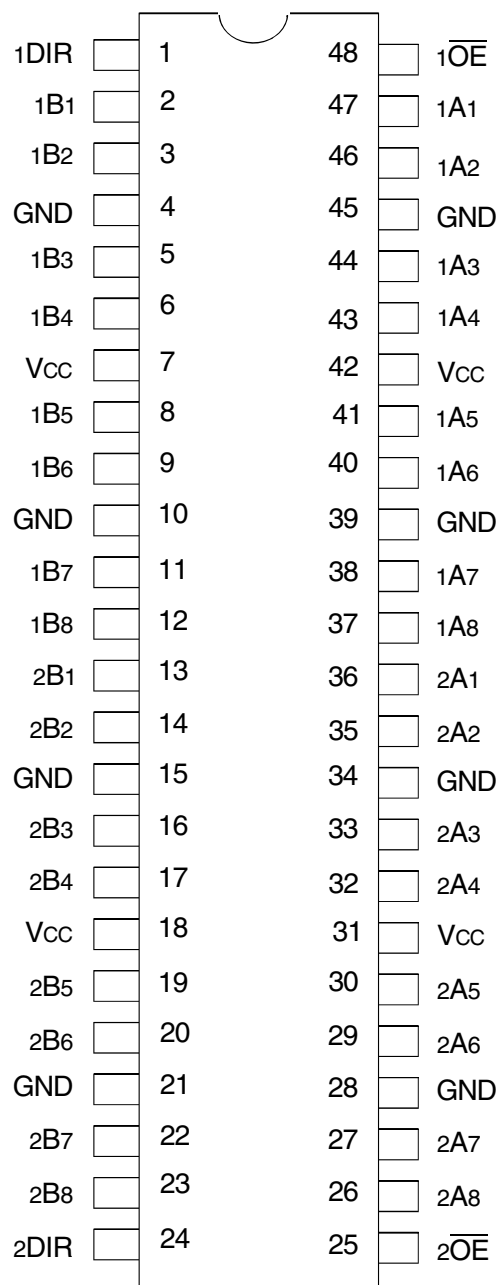 1DIR 1 48 1O̅E̅
1B1 2 47 1A1
1B2 3 46 1A2
GND 4 45 GND
1B3 5 44 1A3
1B4 6 43 1A4
VCC 7 42 VCC
1B5 8 41 1A5
1B6 9 40 1A6
GND 10 39 GND
1B7 11 38 1A7
1B8 12 37 1A8
2B1 13 36 2A1
2B2 14 35 2A2
GND 15 34 GND
2B3 16 33 2A3
2B4 17 32 2A4
VCC 18 31 VCC
2B5 19 30 2A5
2B6 20 29 2A6
GND 21 28 GND
2B7 22 27 2A7
2B8 23 26 2A8
2DIR 24 25 2O̅E̅